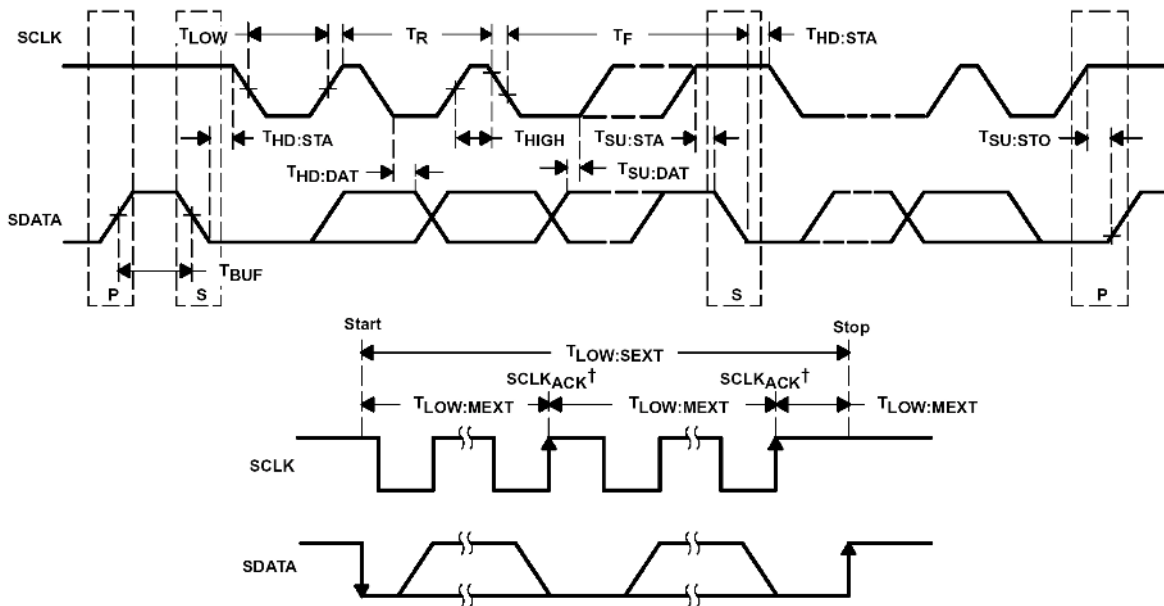 SCLK
TLOW
TR
TF
THD:STA
THD:STA
THIGH
TSU:STA
TSU:STO
THD:DAT
TSU:DAT
SDATA
TBUF
P
S
S
P
Start
Stop
TLOW:SEXT
SCLKACK†
SCLKACK†
TLOW:MEXT
TLOW:MEXT
TLOW:MEXT
SCLK
SDATA